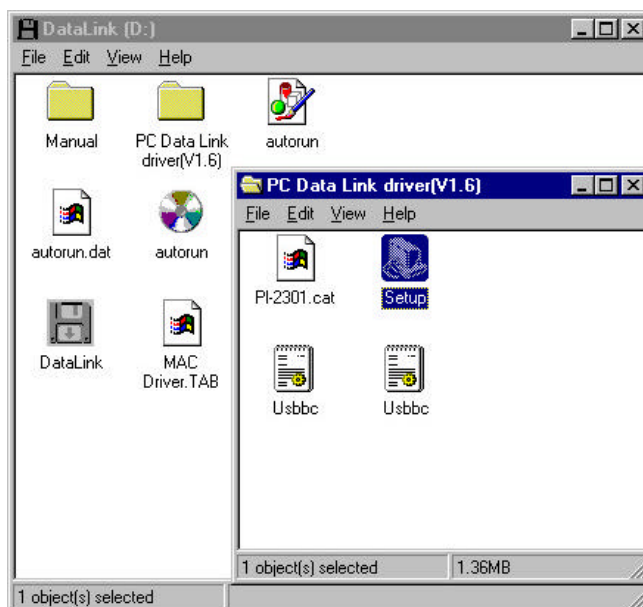 DataLink (D:)
File Edit View Help
Manual
PC Data Link
driver(V1.6)
autorun
autorun.dat
autorun
DataLink
MAC
Driver.TAB
1 object(s) selected
PC Data Link driver(V1.6)
File Edit View Help
PI-2301.cat
Setup
Usbbc
Usbbc
1 object(s) selected
1.36MB